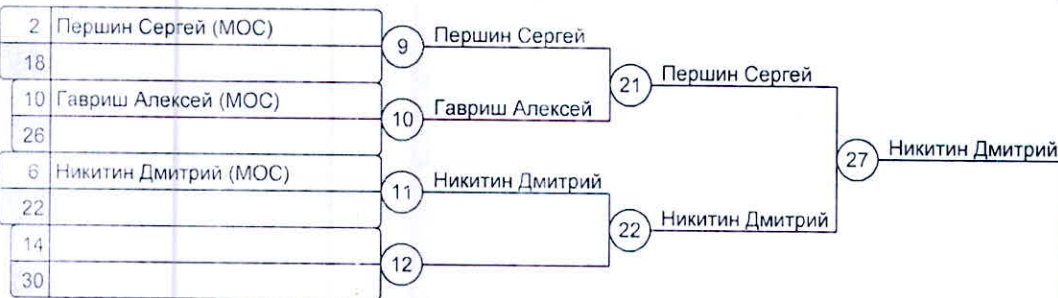 2 Першин Сергей (МОС)
9
Першин Сергей
18
21
Першин Сергей
10 Гавриш Алексей (МОС)
10
Гавриш Алексей
26
27
Никитин Дмитрий
6 Никитин Дмитрий (МОС)
11
Никитин Дмитрий
22
22
Никитин Дмитрий
14
12
30